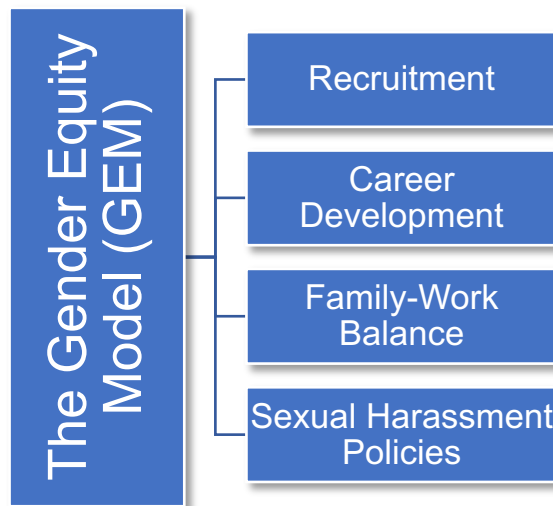 The Gender Equity
Model (GEM)
Recruitment
Career
Development
Family-Work
Balance
Sexual Harassment
Policies